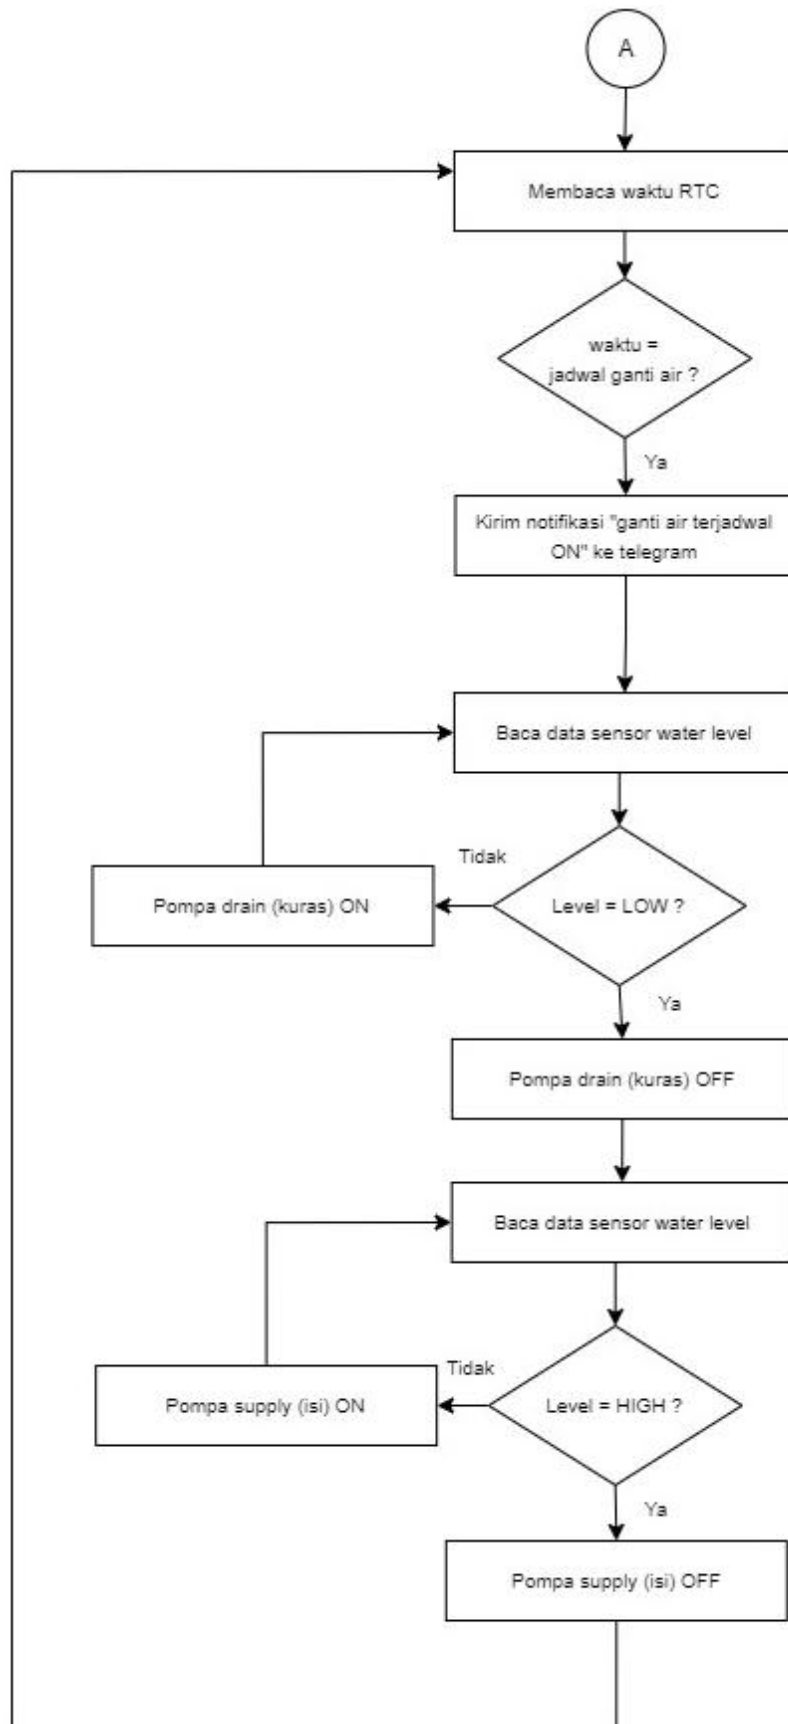 A
Membaca waktu RTC
waktu =
jadwal ganti air ?
Ya
Kirim notifikasi "ganti air terjadwal
ON" ke telegram
Baca data sensor water level
Tidak
Pompa drain (kuras) ON
Level = LOW ?
Ya
Pompa drain (kuras) OFF
Baca data sensor water level
Tidak
Pompa supply (isi) ON
Level = HIGH ?
Ya
Pompa supply (isi) OFF